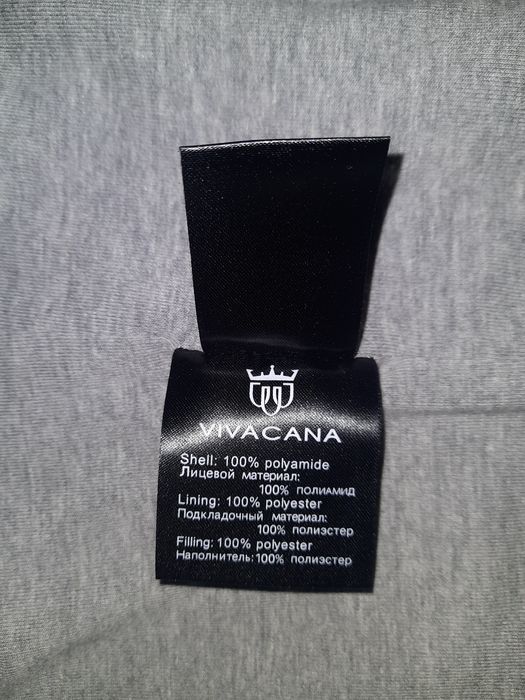 VIVACANA
Shell: 100% polyamide
Лицевой материал:
100% полиамид
Lining: 100% polyester
Подкладочный материал:
100% полиэстер
Filling: 100% polyester
Наполнитель: 100% полиэстер